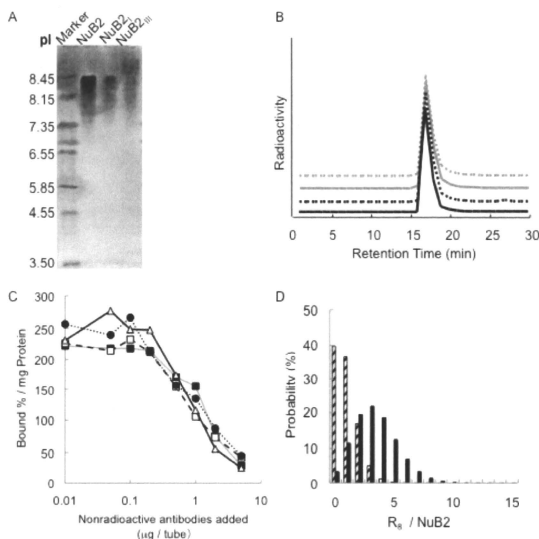 A
pI
Marker
NuB2
NuB2I
NuB2III
8.45
8.15
7.35
6.55
5.85
4.55
3.50
B
Radioactivity
0 5 10 15 20 25 30
Retention Time (min)
C
Bound % / mg Protein
300
250
200
150
100
50
0
0.01 0.1 1 10
Nonradioactive antibodies added
(µg / tube)
D
Probability (%)
50
40
30
20
10
0
0 5 10 15
R8 / NuB2